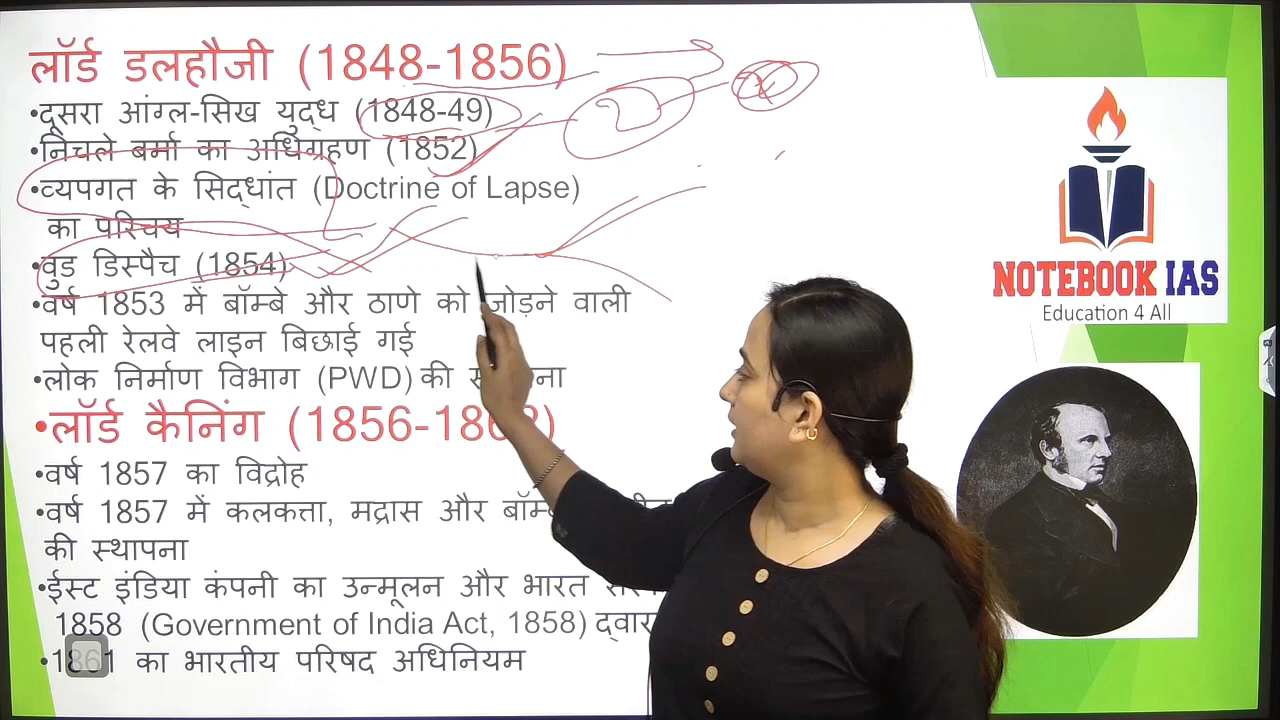 लॉर्ड डलहौजी (1848-1856)
•दूसरा आंग्ल-सिख युद्ध (1848-49)
2
•निचले बर्मा का अधिग्रहण (1852)
•व्यपगत के सिद्धांत (Doctrine of Lapse)
का परिचय
•वुड डिस्पैच (1854)
•वर्ष 1853 में बॉम्बे और ठाणे को जोड़ने वाली
पहली रेलवे लाइन बिछाई गई
•लोक निर्माण विभाग (PWD) की
•लॉर्ड कैनिंग (1856-1862)
•वर्ष 1857 का विद्रोह
•वर्ष 1857 में कलकत्ता, मद्रास और
की स्थापना
•ईस्ट इंडिया कंपनी का उन्मूलन और भारत
1858 (Government of India Act, 1858)
•1861 का भारतीय परिषद अधिनियम
NOTEBOOK IAS
Education 4 All